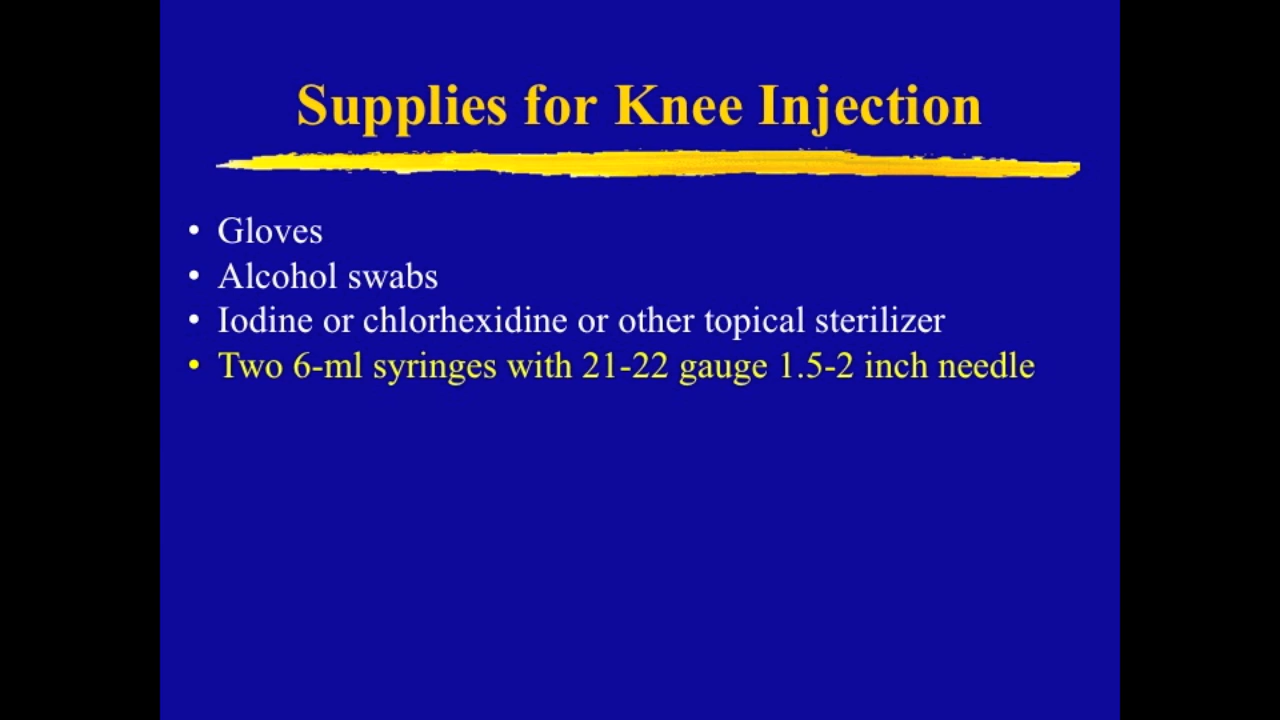 Supplies for Knee Injection
• Gloves
• Alcohol swabs
• Iodine or chlorhexidine or other topical sterilizer
• Two 6-ml syringes with 21-22 gauge 1.5-2 inch needle